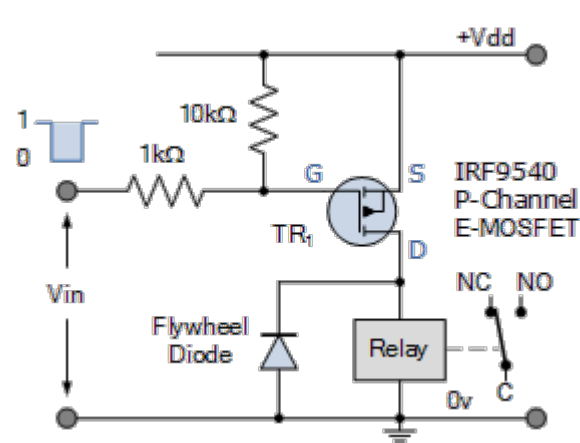 +Vdd
10kΩ
1
0
1kΩ
G
S
IRF9540
P-Channel
E-MOSFET
TR1
D
Vin
NC NO
Flywheel
Diode
Relay
C
0v